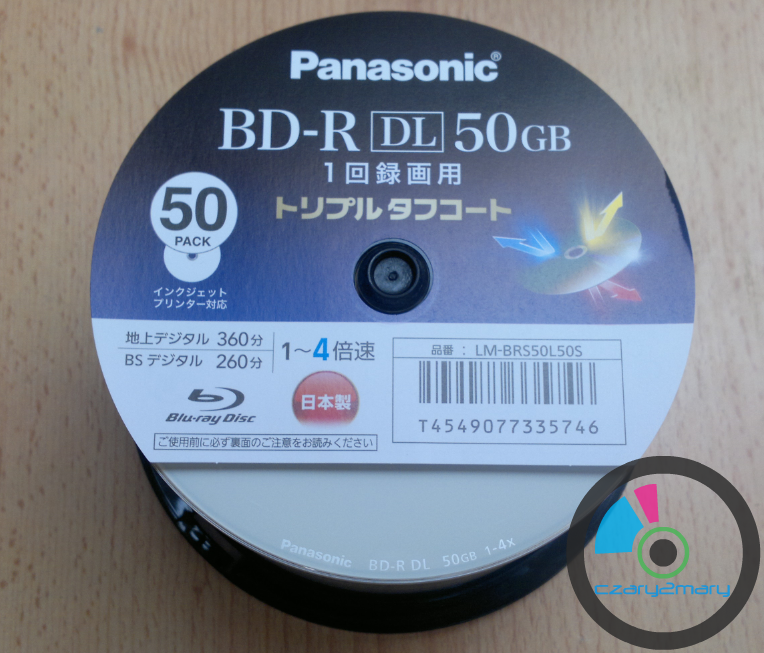 Panasonic®
BD-R DL 50GB
1回録画用
トリプルタフコート
50
PACK
インクジェット
プリンター対応
地上デジタル 360分
BSデジタル 260分
1～4倍速
Blu-ray Disc
日本製
ご使用前に必ず裏面のご注意をお読みください
品番 : LM-BRS50L50S
T4549077335746
Panasonic BD-R DL 50GB 1-4x
czary2mary